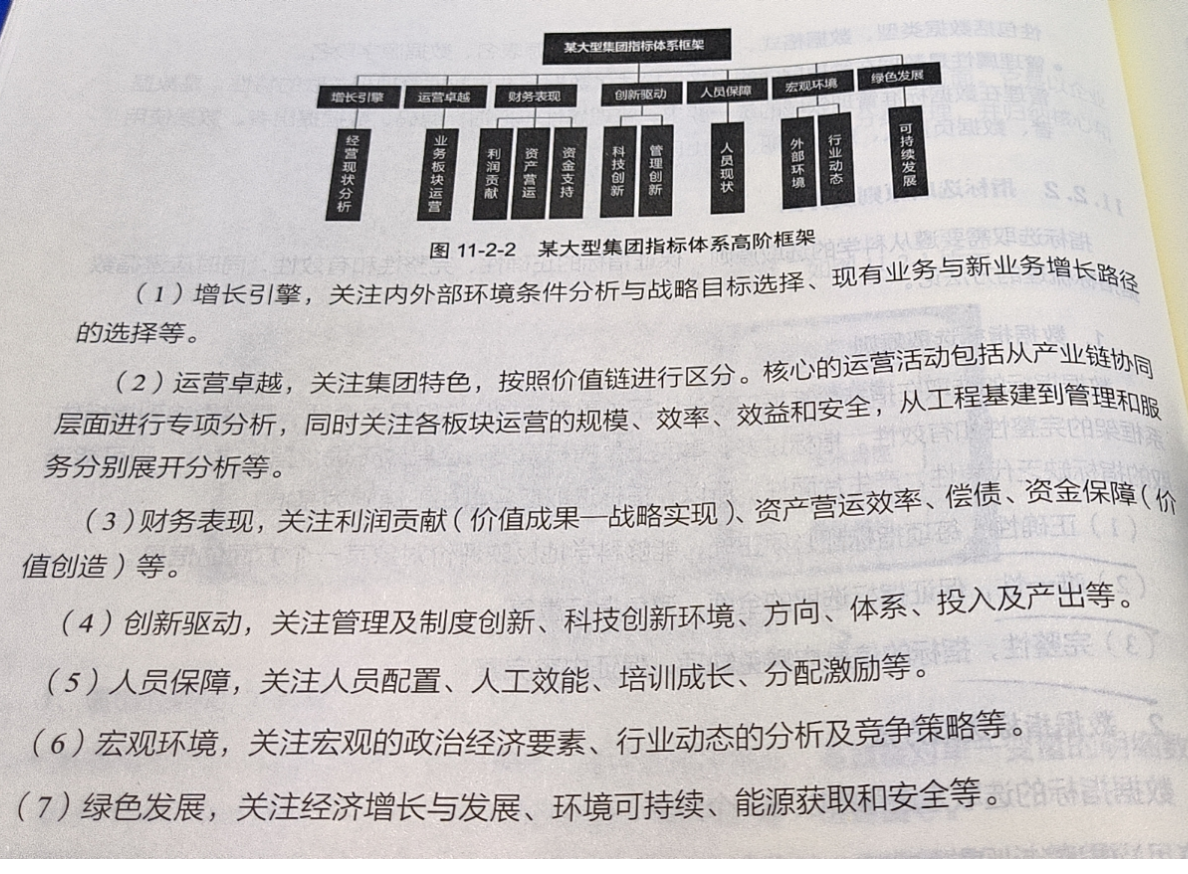 某大型集团指标体系框架
增长引擎 运营卓越 财务表现 创新驱动 人员保障 宏观环境 绿色发展
经营现状分析 业务板块运营 利润贡献 资产营运 资金支持 科技创新 管理创新 人员现状 外部环境 行业动态 可持续发展
图 11-2-2 某大型集团指标体系高阶框架
（1）增长引擎，关注内外部环境条件分析与战略目标选择、现有业务与新业务增长路径
的选择等。
（2）运营卓越，关注集团特色，按照价值链进行区分。核心的运营活动包括从产业链协同
层面进行专项分析，同时关注各板块运营的规模、效率、效益和安全，从工程基建到管理和服
务分别展开分析等。
（3）财务表现，关注利润贡献（价值成果—战略实现）、资产营运效率、偿债、资金保障（价
值创造）等。
（4）创新驱动，关注管理及制度创新、科技创新环境、方向、体系、投入及产出等。
（5）人员保障，关注人员配置、人工效能、培训成长、分配激励等。
（6）宏观环境，关注宏观的政治经济要素、行业动态的分析及竞争策略等。
（7）绿色发展，关注经济增长与发展、环境可持续、能源获取和安全等。